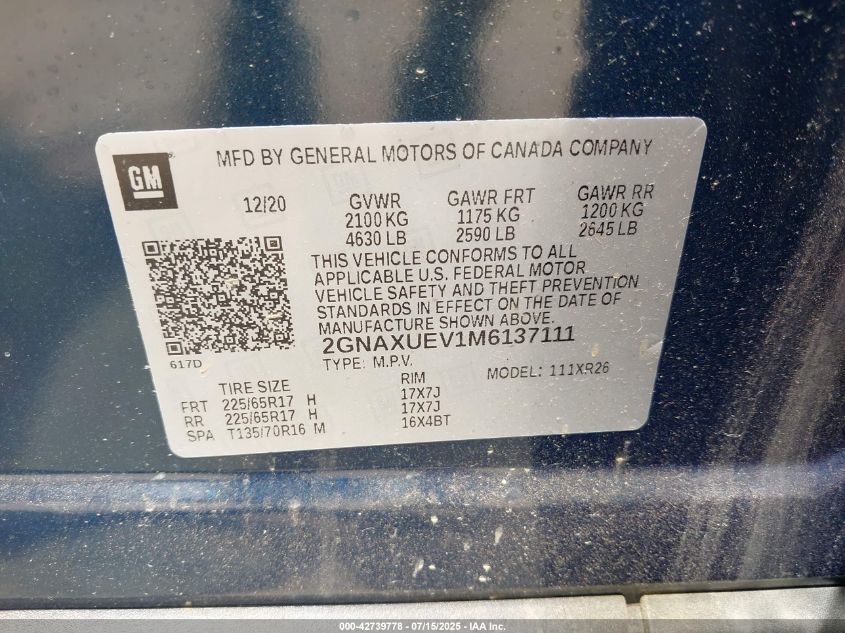 GM
MFD BY GENERAL MOTORS OF CANADA COMPANY
12/20 GVWR GAWR FRT GAWR RR
2100 KG 1175 KG 1200 KG
4630 LB 2590 LB 2645 LB
THIS VEHICLE CONFORMS TO ALL
APPLICABLE U.S. FEDERAL MOTOR
VEHICLE SAFETY AND THEFT PREVENTION
STANDARDS IN EFFECT ON THE DATE OF
MANUFACTURE SHOWN ABOVE.
2GNAXUEV1M6137111
617D
TYPE: M.P.V. MODEL: 111XR26
TIRE SIZE RIM
FRT 225/65R17 H 17X7J
RR 225/65R17 H 17X7J
SPA T135/70R16 M 16X4BT
000-42739778 - 07/15/2025 - IAA Inc.